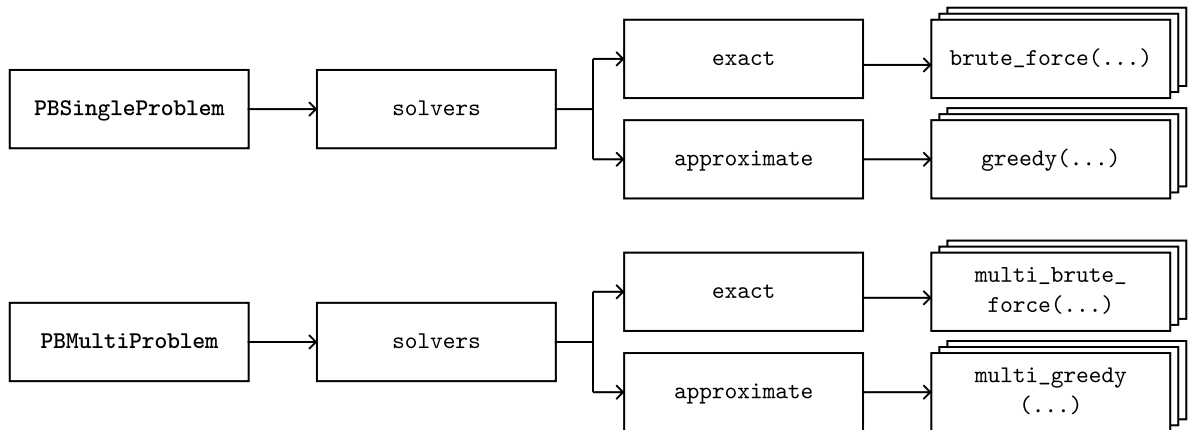 exact
brute_force(...)
PBSingleProblem
solvers
approximate
greedy(...)
exact
multi_brute_
force(...)
PBMultiProblem
solvers
approximate
multi_greedy
(...)